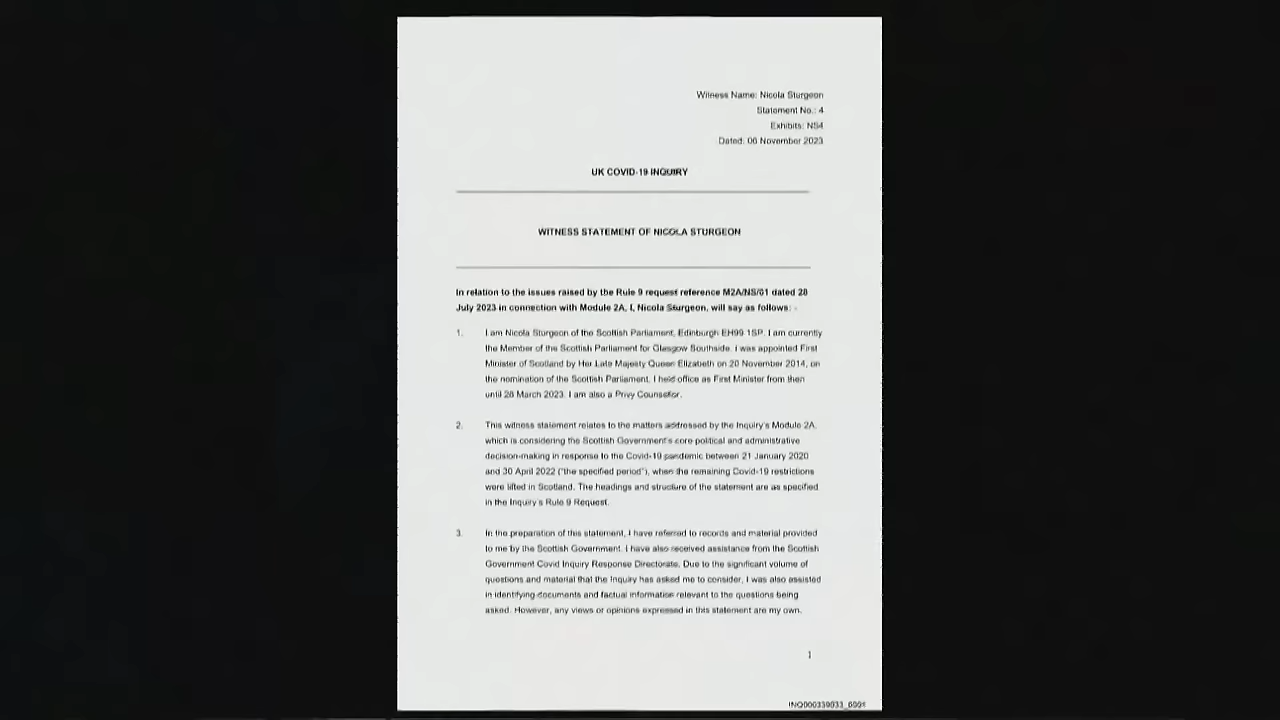 Witness Name: Nicola Sturgeon
Statement No.: 4
Exhibits: NS4
Dated: 06 November 2023
UK COVID-19 INQUIRY
WITNESS STATEMENT OF NICOLA STURGEON
In relation to the issues raised by the Rule 9 request reference M2A/NS/01 dated 28
July 2023 in connection with Module 2A, I, Nicola Sturgeon, will say as follows: -
1. I am Nicola Sturgeon of the Scottish Parliament, Edinburgh EH99 1SP. I am currently
the Member of the Scottish Parliament for Glasgow Southside. I was appointed First
Minister of Scotland by Her Late Majesty Queen Elizabeth on 20 November 2014, on
the nomination of the Scottish Parliament. I held office as First Minister from then
until 28 March 2023. I am also a Privy Counsellor.
2. This witness statement relates to the matters addressed by the Inquiry's Module 2A,
which is considering the Scottish Government's core political and administrative
decision-making in response to the Covid-19 pandemic between 21 January 2020
and 30 April 2022 ("the specified period"), when the remaining Covid-19 restrictions
were lifted in Scotland. The headings and structure of the statement are as specified
in the Inquiry's Rule 9 Request.
3. In the preparation of this statement, I have referred to records and material provided
to me by the Scottish Government. I have also received assistance from the Scottish
Government Covid Inquiry Response Directorate. Due to the significant volume of
questions and material that the Inquiry has asked me to consider, I was also assisted
in identifying documents and factual information relevant to the questions being
asked. However, any views or opinions expressed in this statement are my own.
1
INQ000339033_0001